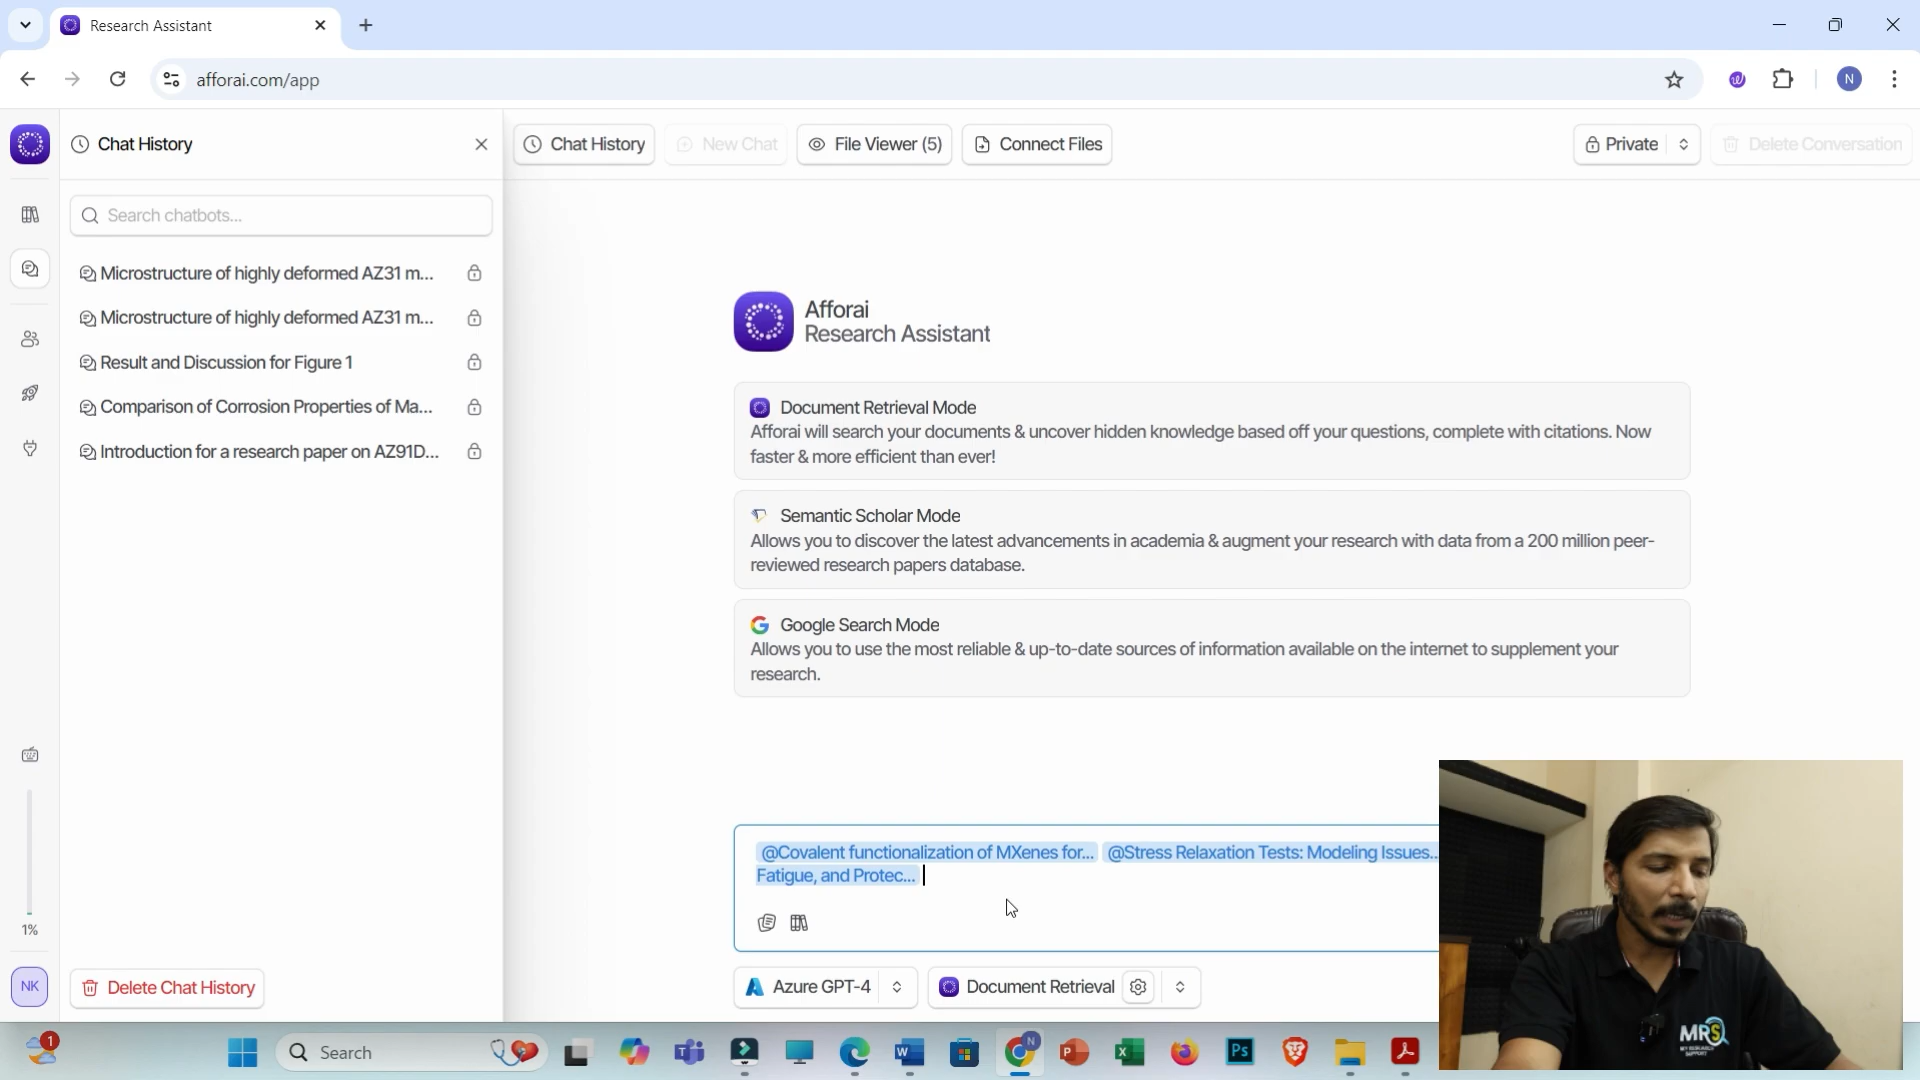 Research Assistant
afforai.com/app
N
Chat History
Chat History
New Chat
File Viewer (5)
Connect Files
Private
Delete Conversation
Search chatbots...
Microstructure of highly deformed AZ31 m...
Microstructure of highly deformed AZ31 m...
Result and Discussion for Figure 1
Comparison of Corrosion Properties of Ma...
Introduction for a research paper on AZ91D...
Afforai
Research Assistant
Document Retrieval Mode
Afforai will search your documents & uncover hidden knowledge based off your questions, complete with citations. Now
faster & more efficient than ever!
Semantic Scholar Mode
Allows you to discover the latest advancements in academia & augment your research with data from a 200 million peer-
reviewed research papers database.
Google Search Mode
Allows you to use the most reliable & up-to-date sources of information available on the internet to supplement your
research.
@Covalent functionalization of MXenes for... @Stress Relaxation Tests: Modeling Issues...
Fatigue, and Protec...
1%
NK
Delete Chat History
Azure GPT-4
Document Retrieval
MRS
MY RESEARCH
SUPPORT
1
Search
N